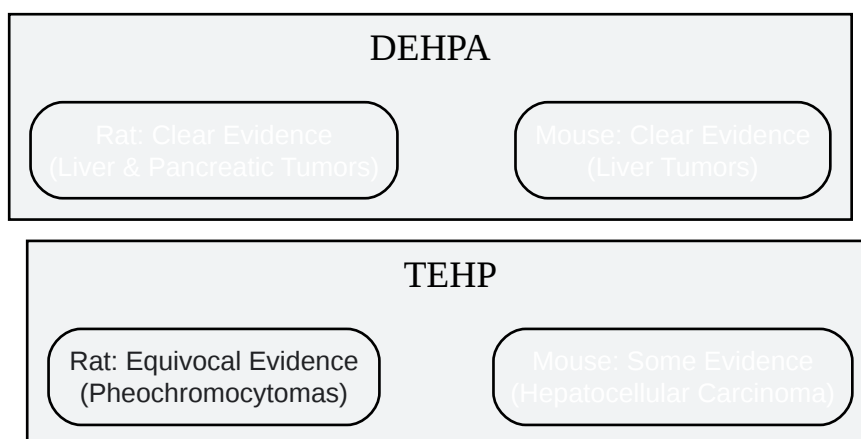 DEHPA
Rat: Clear Evidence
(Liver & Pancreatic Tumors)
Mouse: Clear Evidence
(Liver Tumors)
TEHP
Rat: Equivocal Evidence
(Pheochromocytomas)
Mouse: Some Evidence
(Hepatocellular Carcinoma)